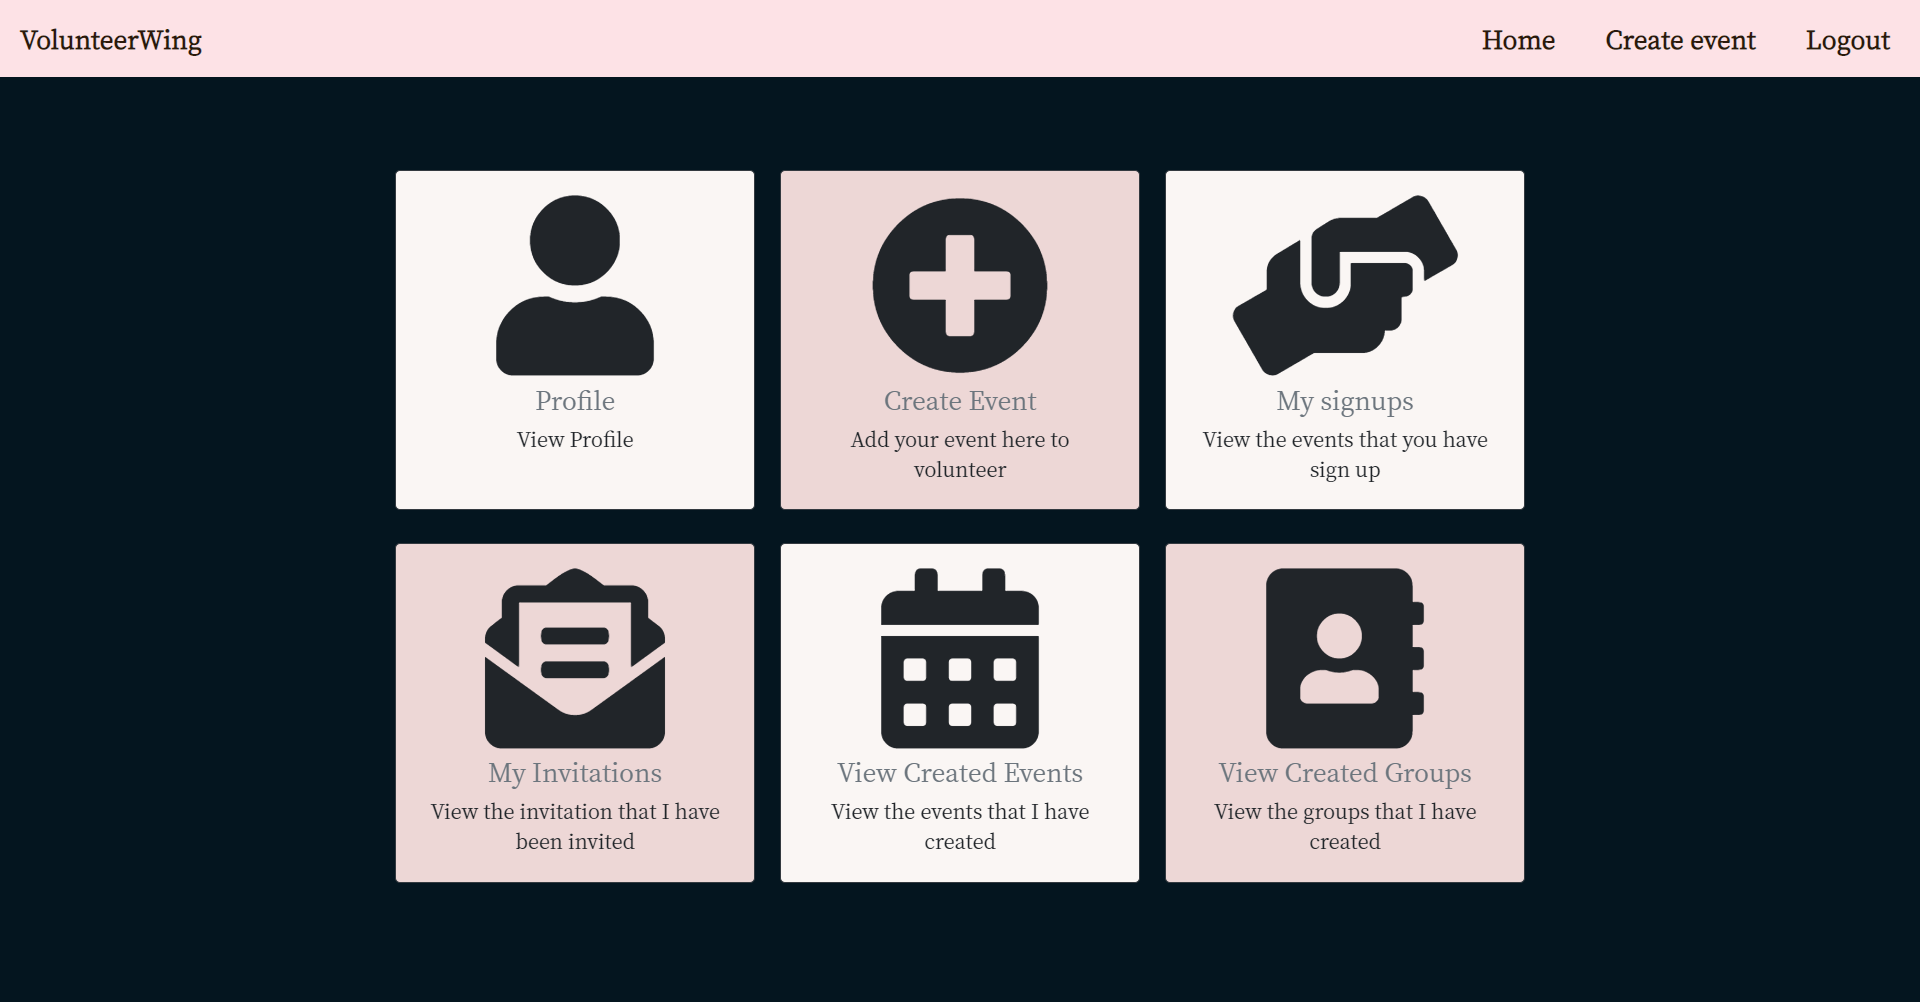 VolunteerWing
Home
Create event
Logout
Profile
View Profile
Create Event
Add your event here to
volunteer
My signups
View the events that you have
sign up
My Invitations
View the invitation that I have
been invited
View Created Events
View the events that I have
created
View Created Groups
View the groups that I have
created